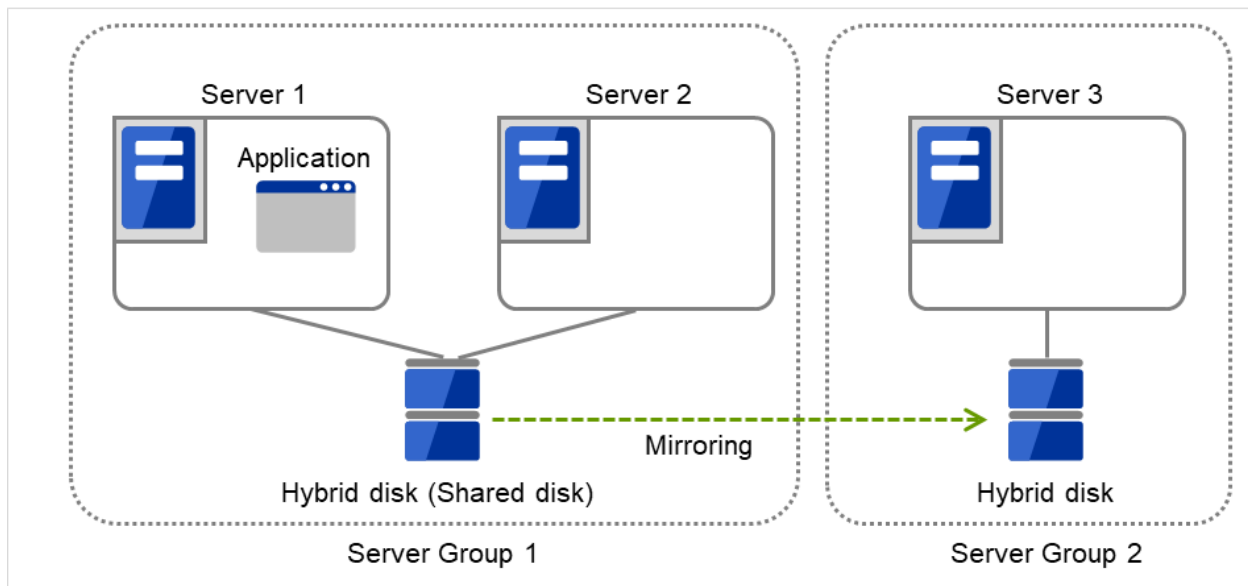 Server 1
Server 2
Server 3
Application
Mirroring
Hybrid disk (Shared disk)
Hybrid disk
Server Group 1
Server Group 2